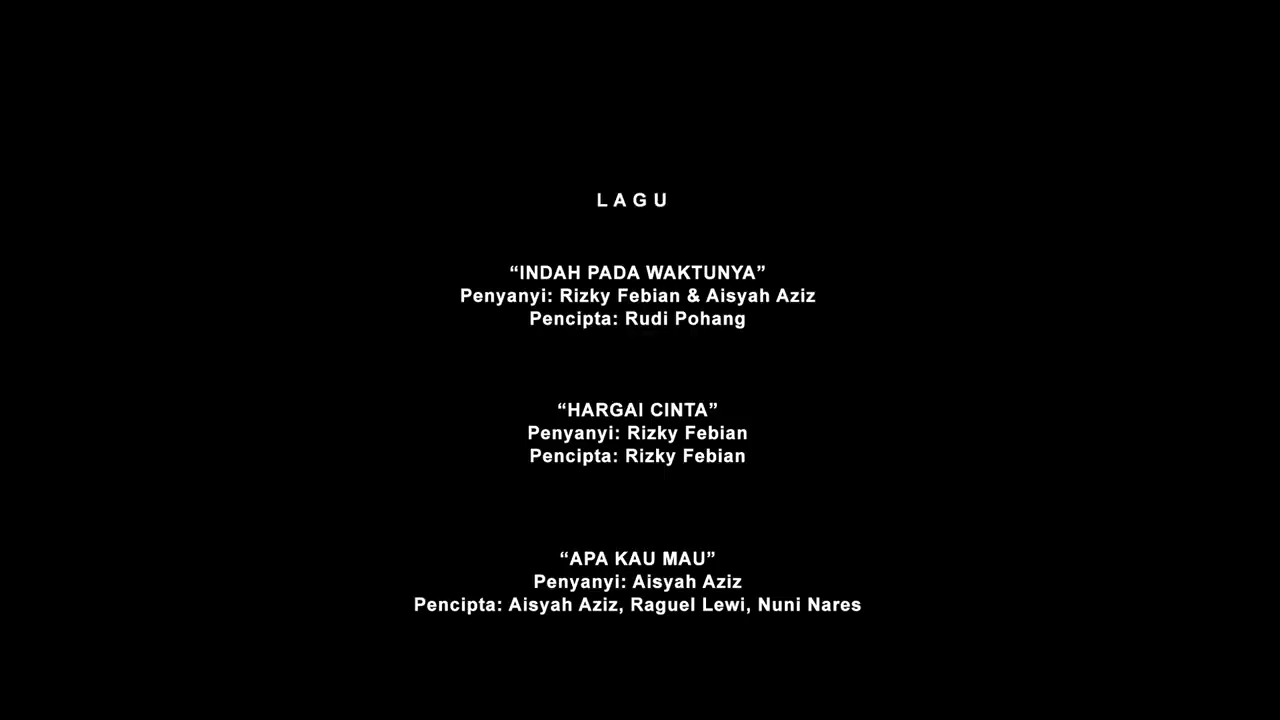 L A G U
“INDAH PADA WAKTUNYA”
Penyanyi: Rizky Febian & Aisyah Aziz
Pencipta: Rudi Pohang
“HARGAI CINTA”
Penyanyi: Rizky Febian
Pencipta: Rizky Febian
“APA KAU MAU”
Penyanyi: Aisyah Aziz
Pencipta: Aisyah Aziz, Raguel Lewi, Nuni Nares